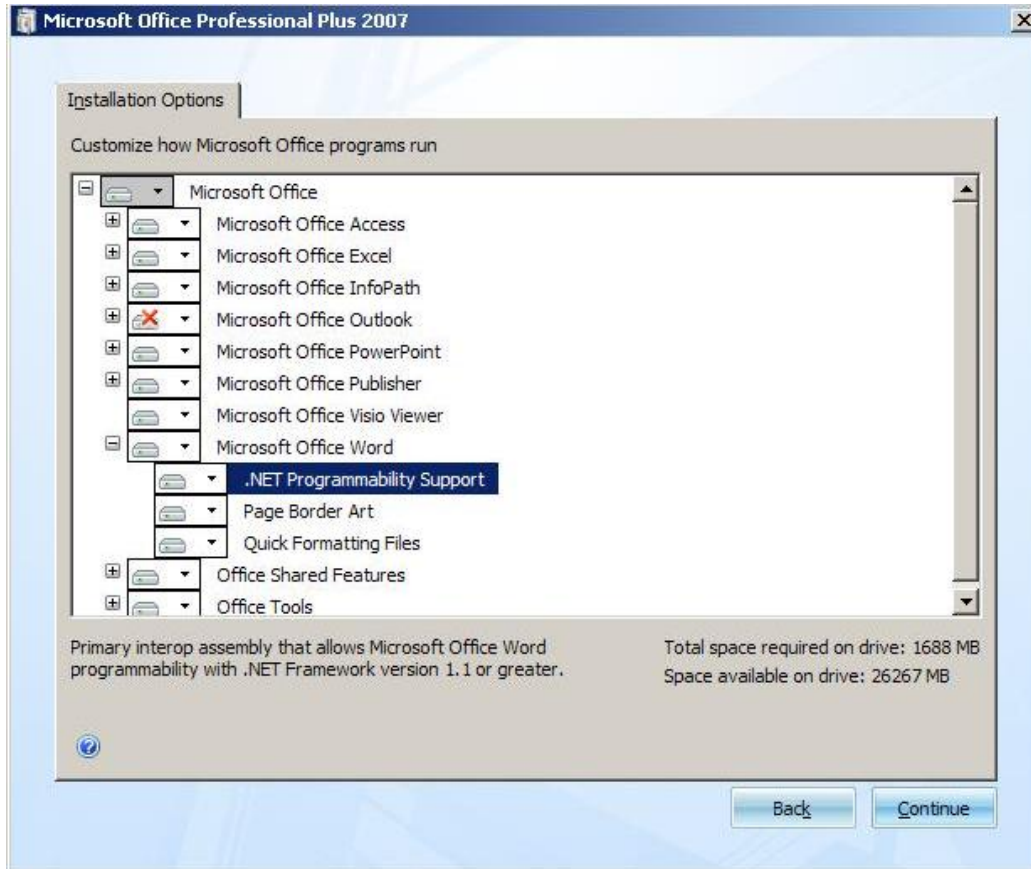 Microsoft Office Professional Plus 2007
Installation Options
Customize how Microsoft Office programs run
Microsoft Office
Microsoft Office Access
Microsoft Office Excel
Microsoft Office InfoPath
Microsoft Office Outlook
Microsoft Office PowerPoint
Microsoft Office Publisher
Microsoft Office Visio Viewer
Microsoft Office Word
.NET Programmability Support
Page Border Art
Quick Formatting Files
Office Shared Features
Office Tools
Primary interop assembly that allows Microsoft Office Word
programmability with .NET Framework version 1.1 or greater.
Total space required on drive: 1688 MB
Space available on drive: 26267 MB
Back
Continue